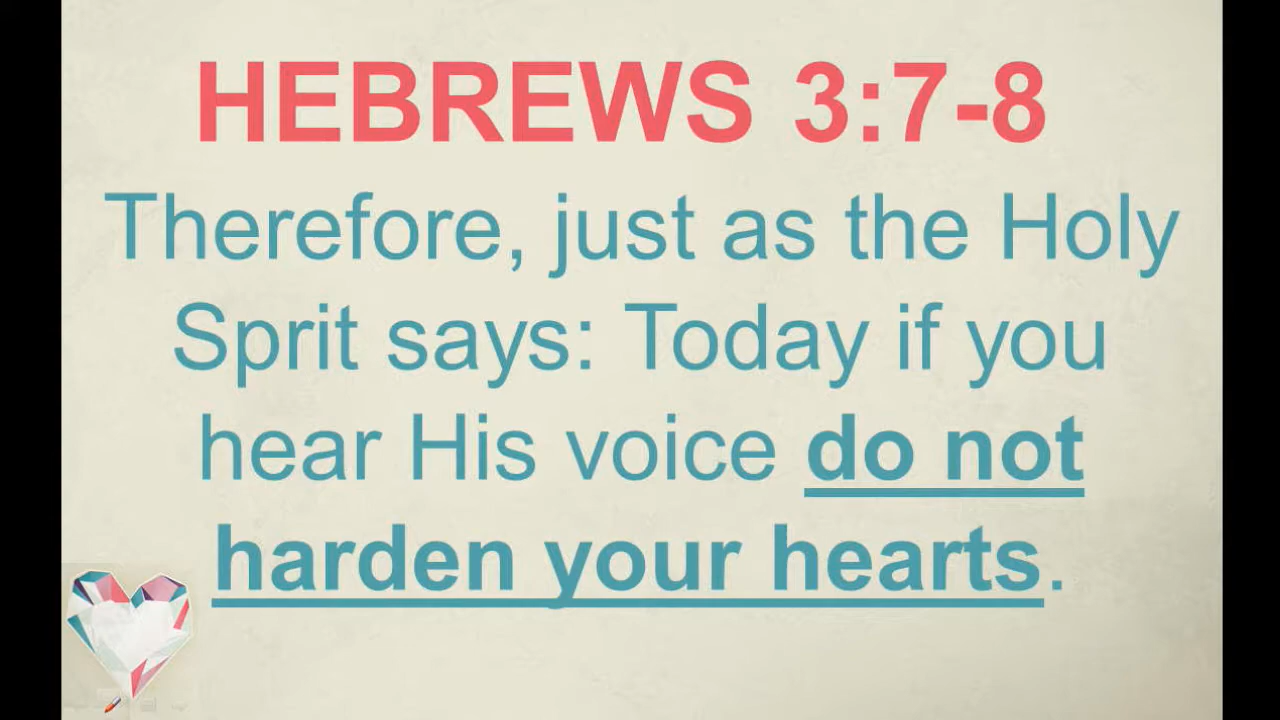 HEBREWS 3:7-8
Therefore, just as the Holy
Sprit says: Today if you
hear His voice do not
harden your hearts.